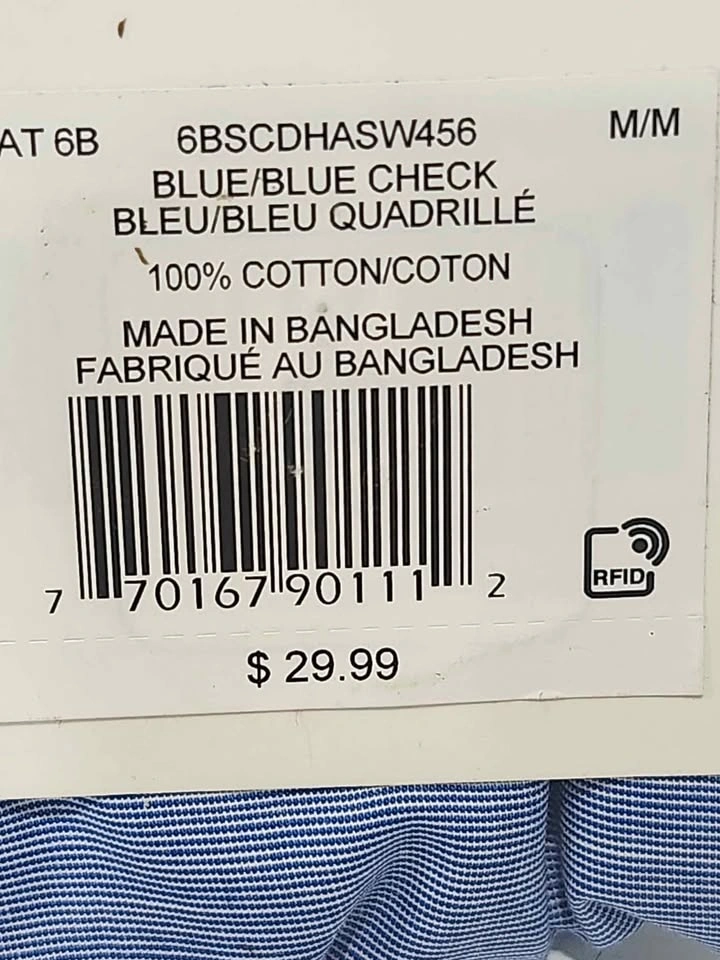 AT 6B 6BSCDHASW456 M/M
BLUE/BLUE CHECK
BLEU/BLEU QUADRILLÉ
100% COTTON/COTON
MADE IN BANGLADESH
FABRIQUÉ AU BANGLADESH
7 70167 90111 2
RFID
$ 29.99